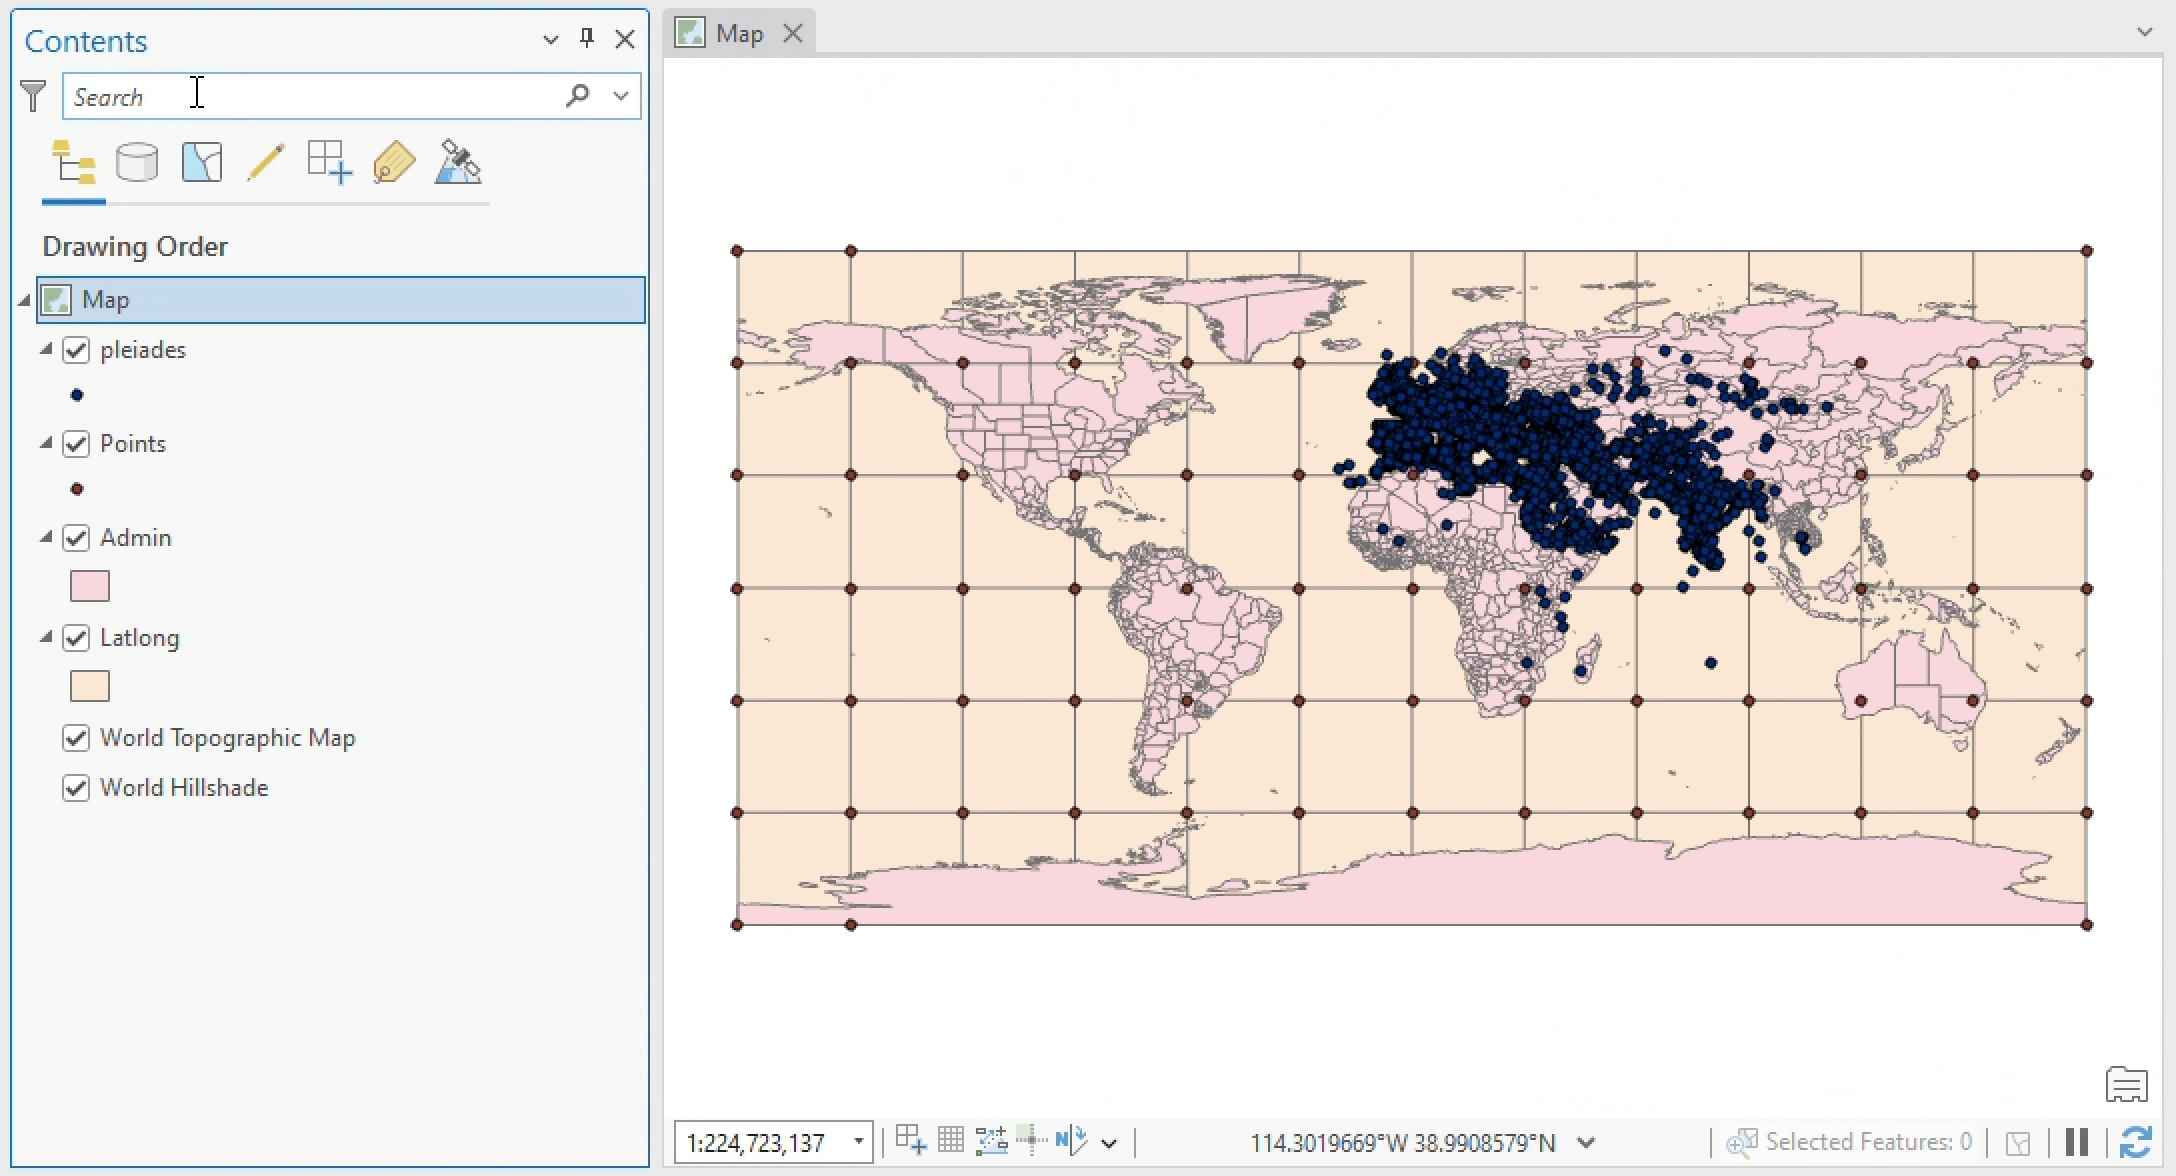 Contents
Search
Drawing Order
Map
pleiades
Points
Admin
Latlong
World Topographic Map
World Hillshade
Map
1:224,723,137
N
114.3019669°W 38.9908579°N
Selected Features: 0